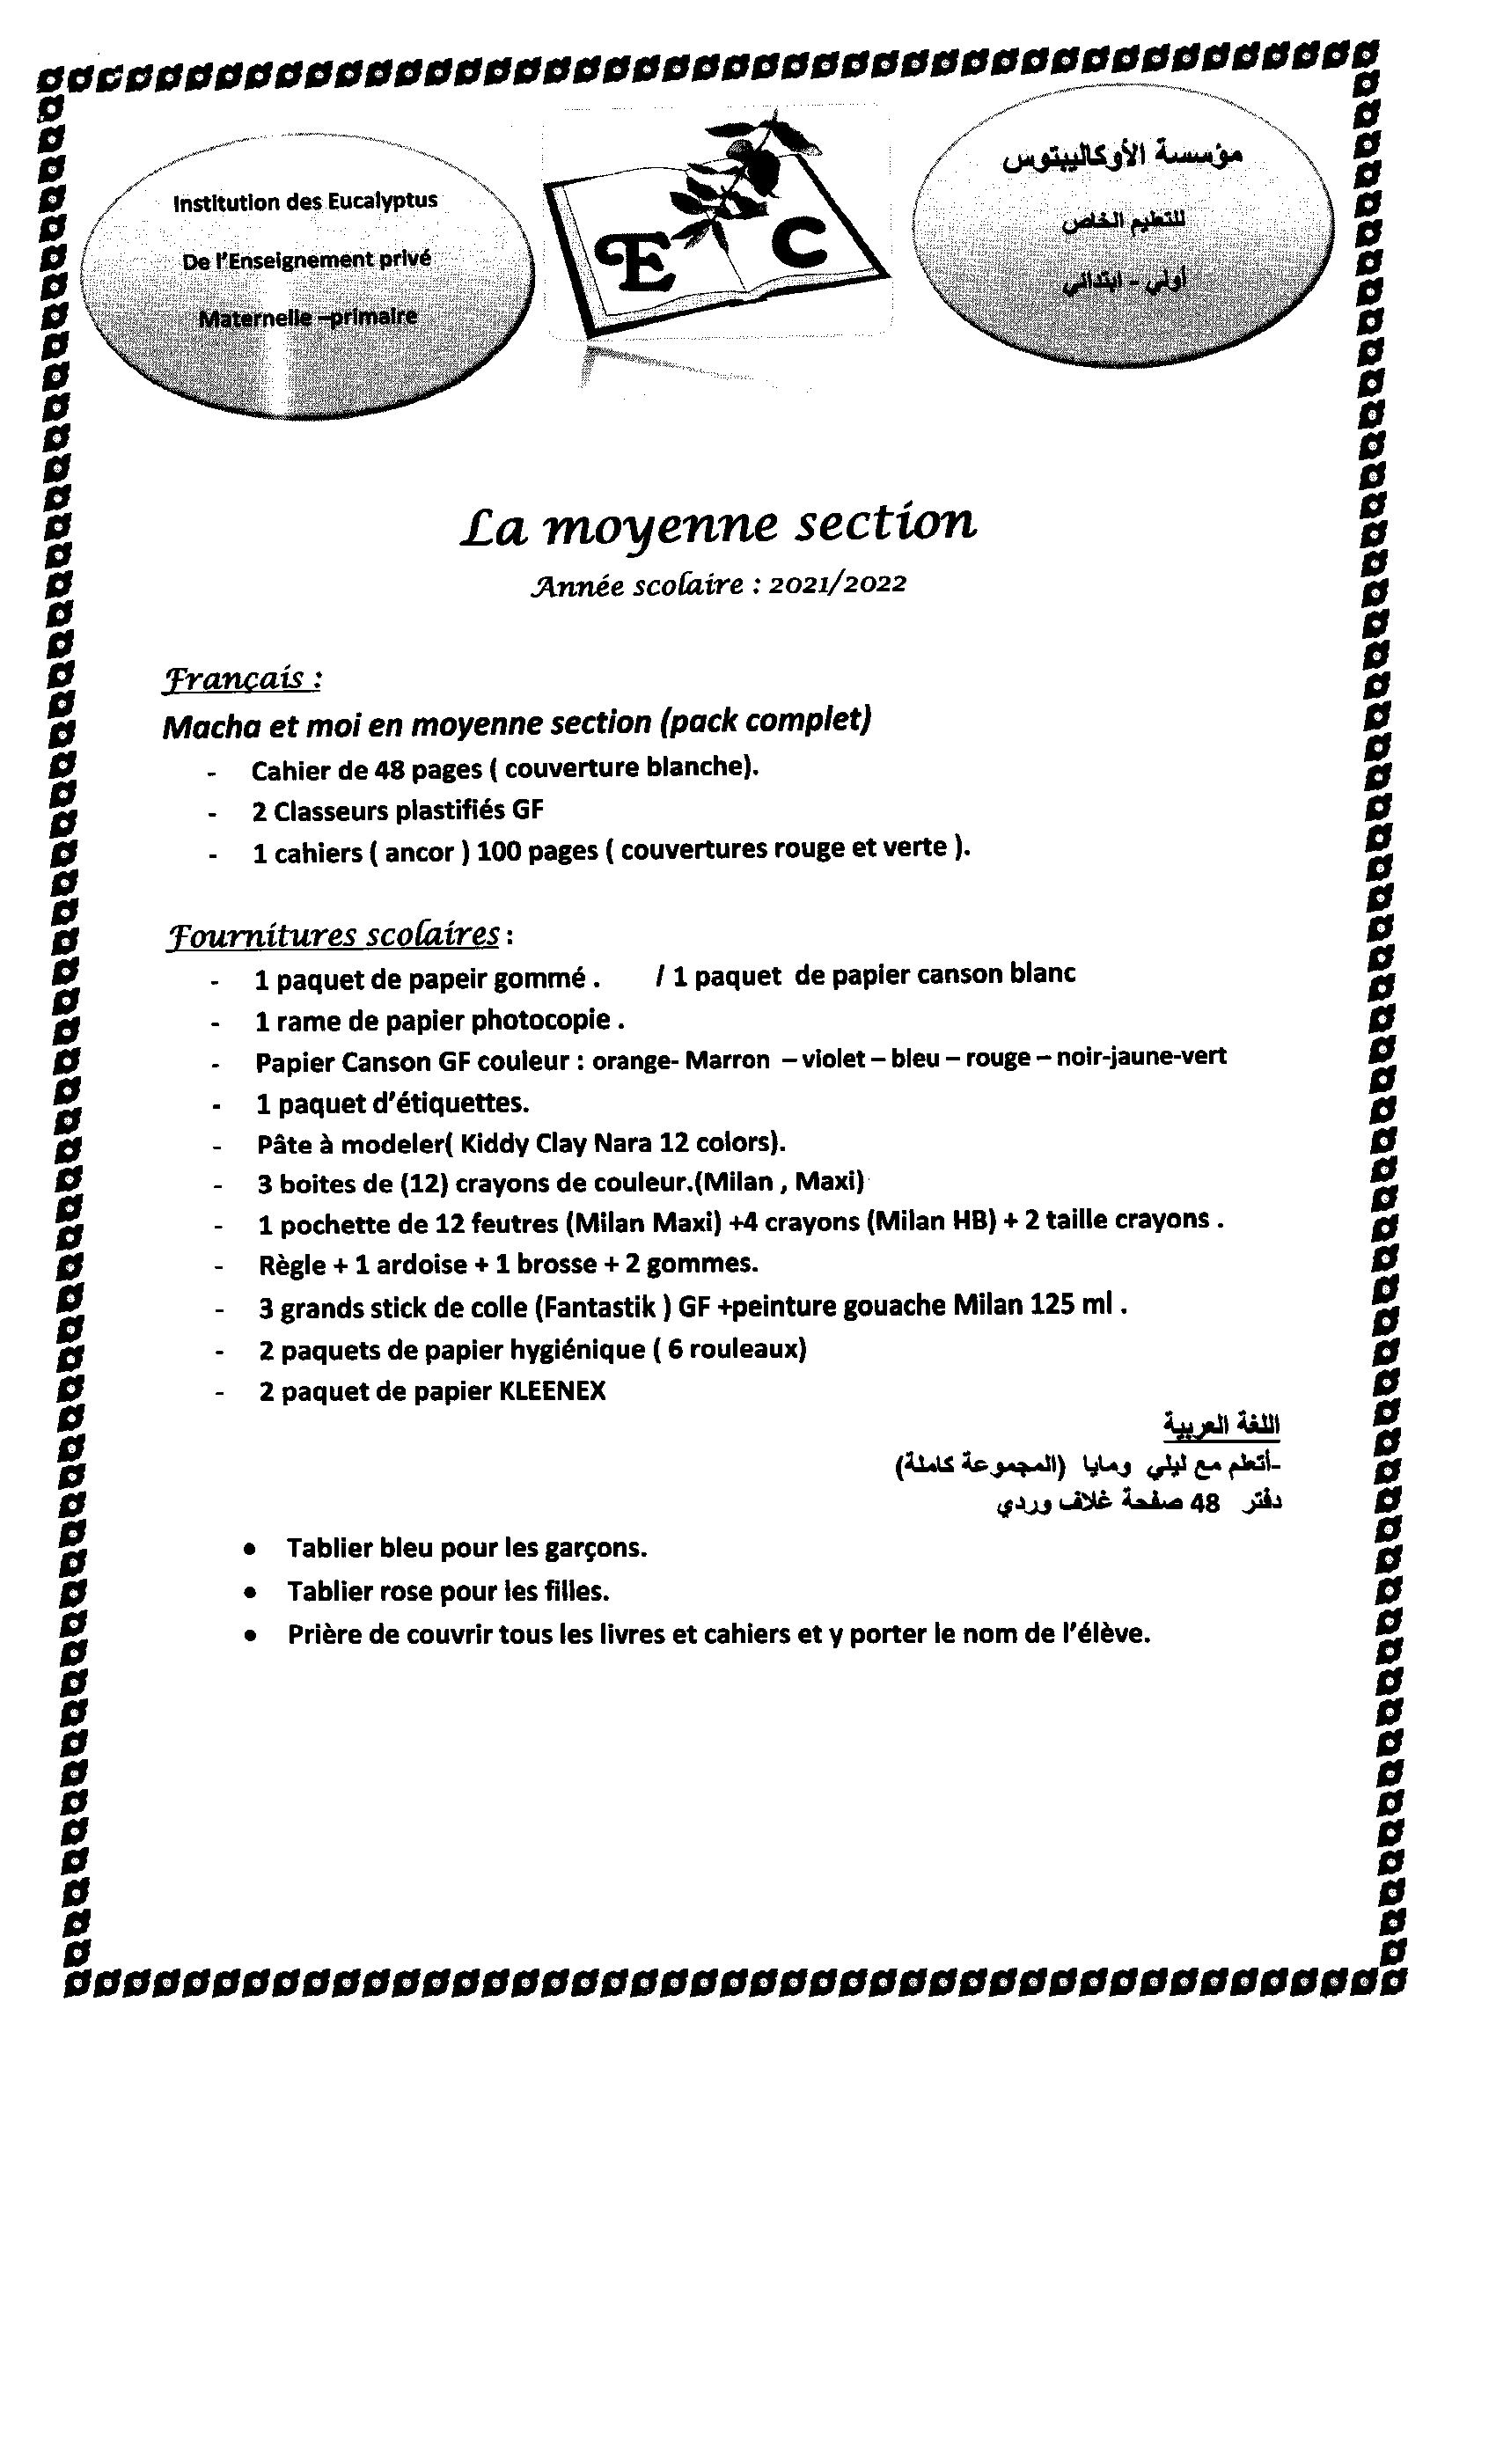 Institution des Eucalyptus
De l'Enseignement privé
Maternelle –primaire
E C
مؤسسة الأوكاليبتوس
للتعليم الخاص
أولي - ابتدائي
La moyenne section
Année scolaire : 2021/2022
Français :
Macha et moi en moyenne section (pack complet)
- Cahier de 48 pages ( couverture blanche).
- 2 Classeurs plastifiés GF
- 1 cahiers ( ancor ) 100 pages ( couvertures rouge et verte ).
Fournitures scolaires :
- 1 paquet de papeir gommé . / 1 paquet de papier canson blanc
- 1 rame de papier photocopie .
- Papier Canson GF couleur : orange- Marron – violet – bleu – rouge – noir-jaune-vert
- 1 paquet d'étiquettes.
- Pâte à modeler( Kiddy Clay Nara 12 colors).
- 3 boites de (12) crayons de couleur.(Milan , Maxi)
- 1 pochette de 12 feutres (Milan Maxi) +4 crayons (Milan HB) + 2 taille crayons .
- Règle + 1 ardoise + 1 brosse + 2 gommes.
- 3 grands stick de colle (Fantastik ) GF +peinture gouache Milan 125 ml .
- 2 paquets de papier hygiénique ( 6 rouleaux)
- 2 paquet de papier KLEENEX
اللغة العربية
-أتعلم مع ليلي ومايا (المجموعة كاملة)
دفتر 48 صفحة غلاف وردي
• Tablier bleu pour les garçons.
• Tablier rose pour les filles.
• Prière de couvrir tous les livres et cahiers et y porter le nom de l'élève.